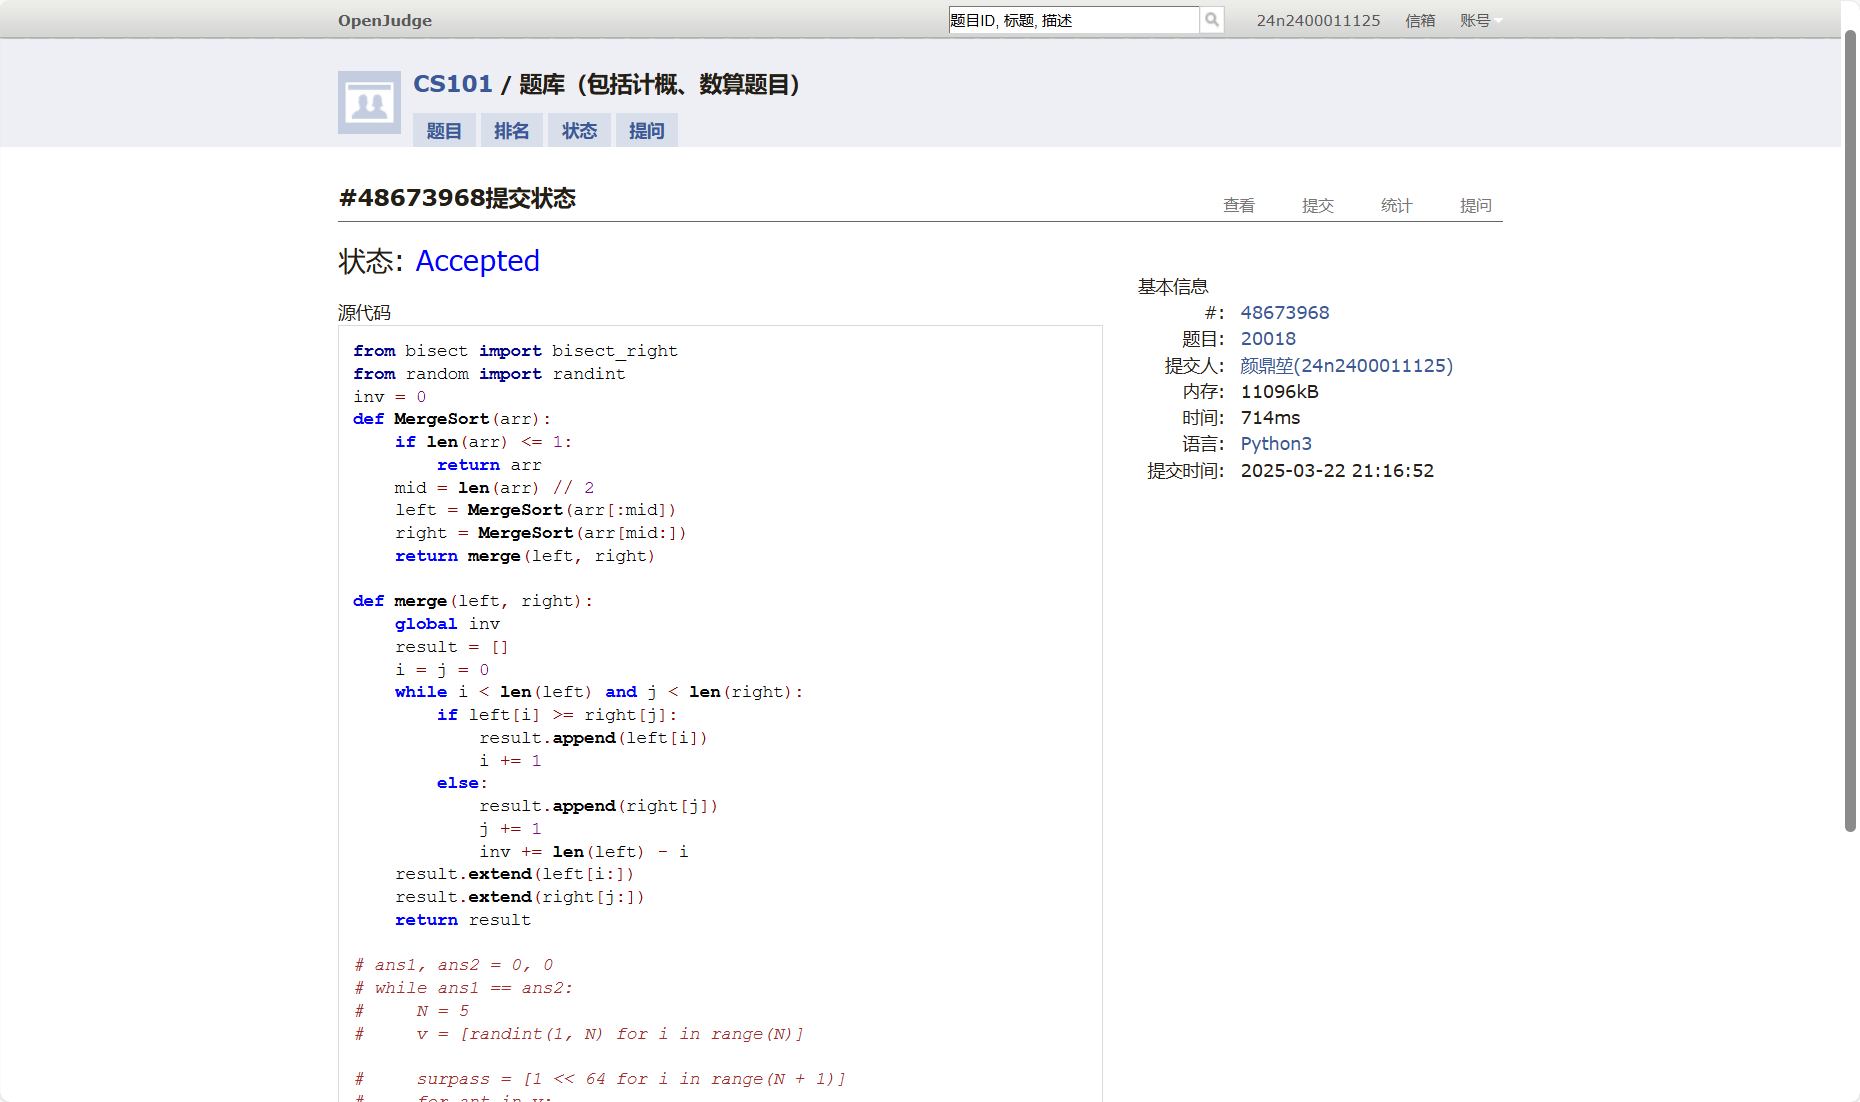 OpenJudge
题目ID, 标题, 描述
24n2400011125 信箱 账号
CS101 / 题库（包括计概、数算题目）
题目 排名 状态 提问
#48673968提交状态
查看 提交 统计 提问
状态: Accepted
基本信息
#: 48673968
题目: 20018
提交人: 颜鼎堃(24n2400011125)
内存: 11096kB
时间: 714ms
语言: Python3
提交时间: 2025-03-22 21:16:52
源代码
from bisect import bisect_right
from random import randint
inv = 0
def MergeSort(arr):
    if len(arr) <= 1:
        return arr
    mid = len(arr) // 2
    left = MergeSort(arr[:mid])
    right = MergeSort(arr[mid:])
    return merge(left, right)
def merge(left, right):
    global inv
    result = []
    i = j = 0
    while i < len(left) and j < len(right):
        if left[i] >= right[j]:
            result.append(left[i])
            i += 1
        else:
            result.append(right[j])
            j += 1
            inv += len(left) - i
    result.extend(left[i:])
    result.extend(right[j:])
    return result
# ans1, ans2 = 0, 0
# while ans1 == ans2:
#     N = 5
#     v = [randint(1, N) for i in range(N)]
#     surpass = [1 << 64 for i in range(N + 1)]
#     for ant in v: